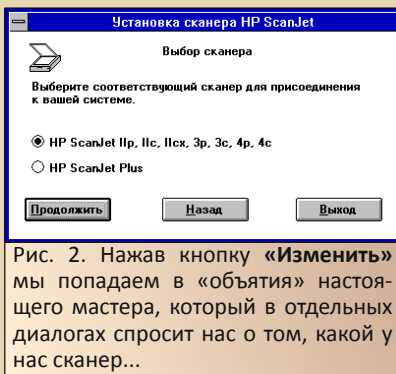 Установка сканера HP ScanJet
Выбор сканера
Выберите соответствующий сканер для присоединения
к вашей системе.
HP ScanJet IIp, IIc, IIcx, 3p, 3c, 4p, 4c
HP ScanJet Plus
Продолжить Назад Выход
Рис. 2. Нажав кнопку «Изменить»
мы попадаем в «объятия» настоя-
щего мастера, который в отдельных
диалогах спросит нас о том, какой у
нас сканер...